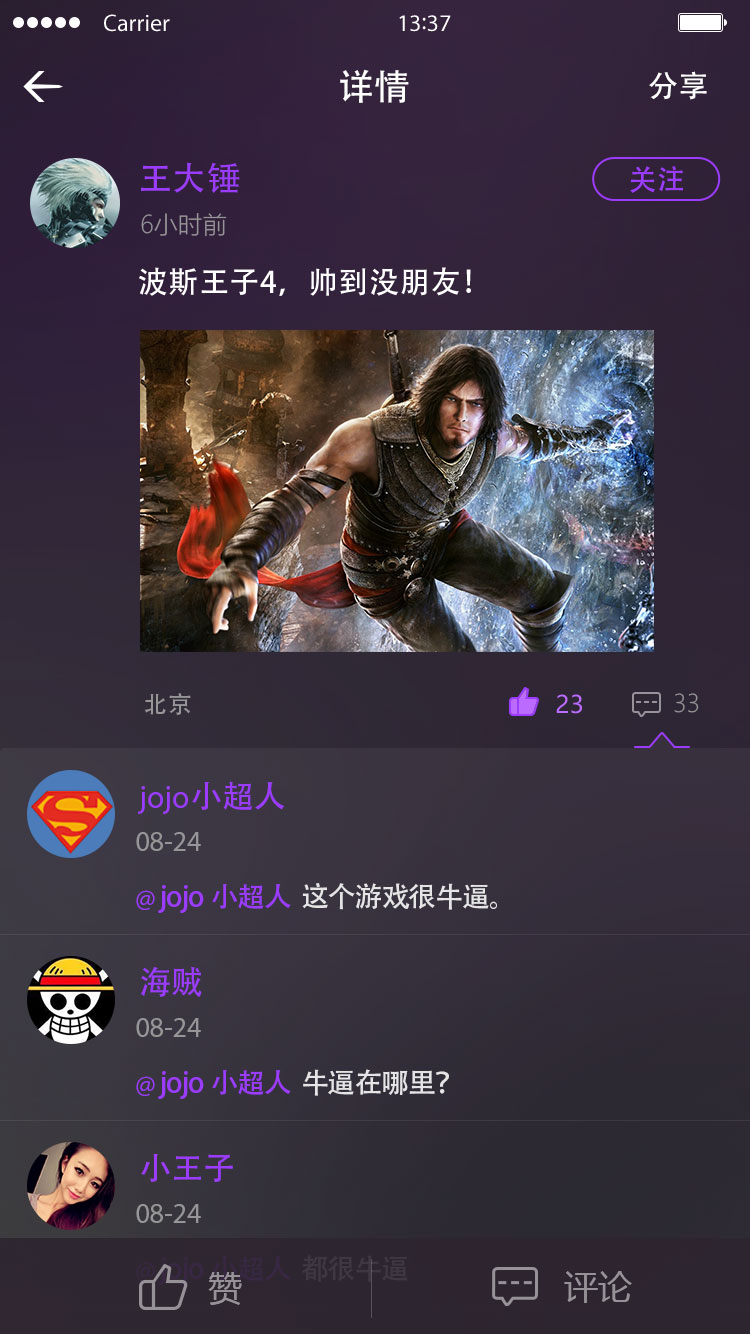 Carrier 13:37
详情 分享
王大锤 关注
6小时前
波斯王子4，帅到没朋友！
北京 23 33
jojo小超人
08-24
@jojo 小超人 这个游戏很牛逼。
海贼
08-24
@jojo 小超人 牛逼在哪里？
小王子
08-24
@jojo 小超人 都很牛逼
赞 评论